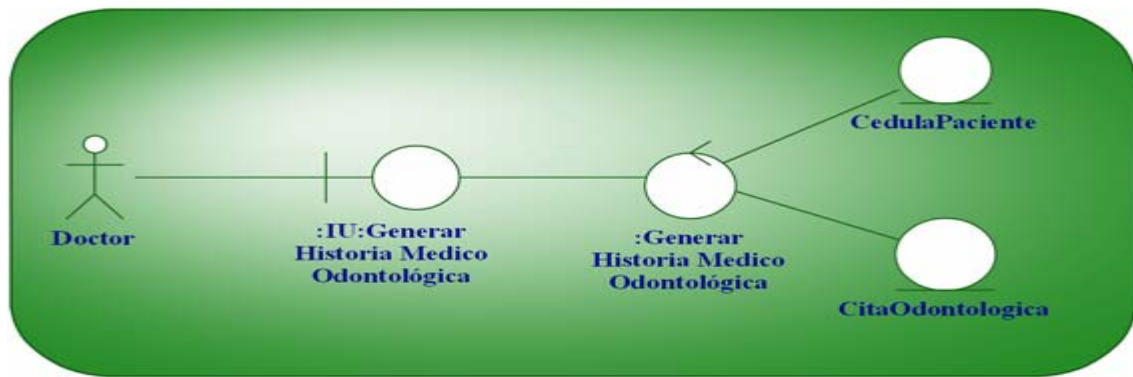 Doctor
:IU:Generar
Historia Medico
Odontológica
:Generar
Historia Medico
Odontológica
CedulaPaciente
CitaOdontologica